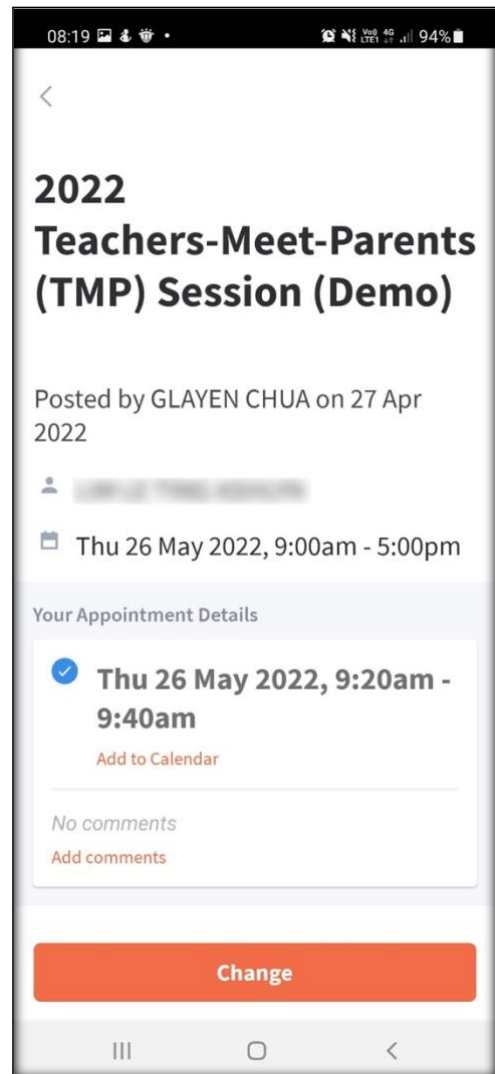 08:19 94%
2022
Teachers-Meet-Parents
(TMP) Session (Demo)
Posted by GLAYEN CHUA on 27 Apr
2022
Thu 26 May 2022, 9:00am - 5:00pm
Your Appointment Details
Thu 26 May 2022, 9:20am -
9:40am
Add to Calendar
No comments
Add comments
Change